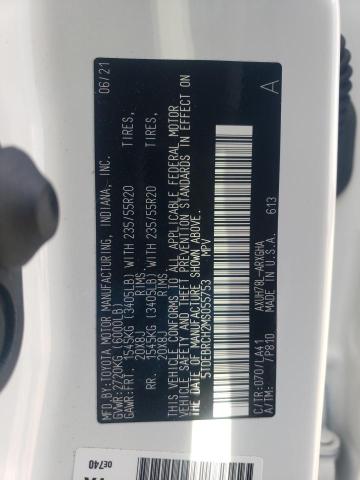 MFD.BY:TOYOTA MOTOR MANUFACTURING, INDIANA, INC. 06/21
GVWR:2720KG(6000LB)
GAWR:FRT. 1545KG (3405LB) WITH 235/55R20 TIRES,
20X8J RIMS.
RR. 1545KG (3405LB) WITH 235/55R20 TIRES,
20X8J RIMS.
THIS VEHICLE CONFORMS TO ALL APPLICABLE FEDERAL MOTOR
VEHICLE SAFETY AND THEFT PREVENTION STANDARDS IN EFFECT ON
THE DATE OF MANUFACTURE SHOWN ABOVE.
5TDEBRCH2MS035753 MPV
A
C/TR:070/LA41 AXUH78L-ARXGHA
/7P810 MADE IN U.S.A. 613
0E740